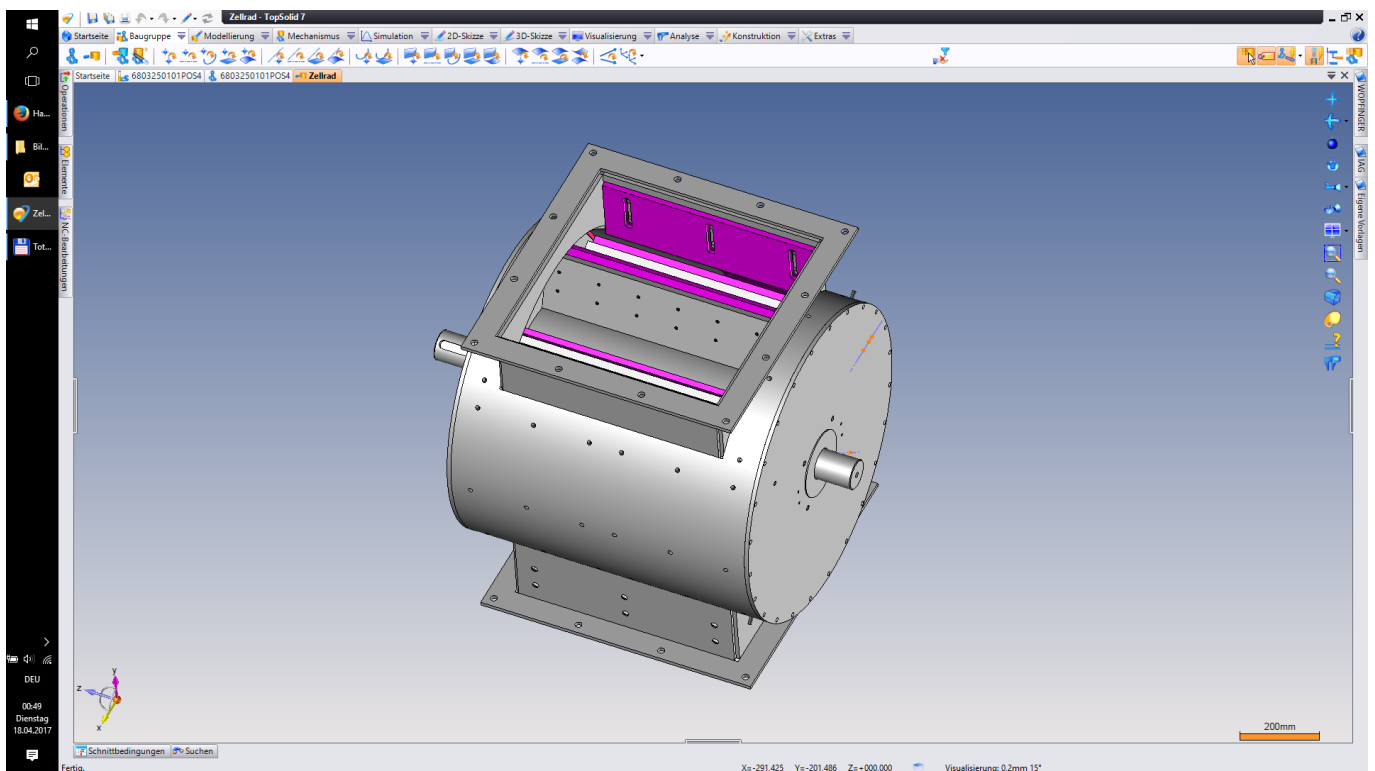 Zellrad - TopSolid 7
Startseite Baugruppe Modellierung Mechanismus Simulation 2D-Skizze 3D-Skizze Visualisierung Analyse Konstruktion Extras
Startseite 6803250101POS4 6803250101POS4 Zellrad
Operationen
Elemente
NC-Bearbeitungen
WOPFINGER
IAG
Eigene Vorlagen
Ha...
Bil...
Zel...
Tot...
y
z
x
200mm
DEU
00:49
Dienstag
18.04.2017
Schnittbedingungen Suchen
Fertig. X=-291.425 Y=-201.486 Z=+000.000 Visualisierung: 0.2mm 15°